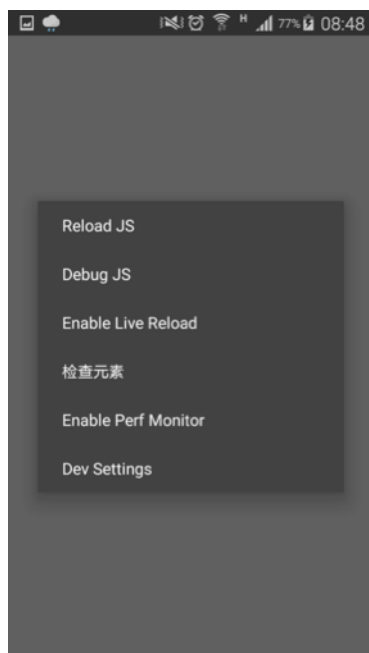 H 77% 08:48
Reload JS
Debug JS
Enable Live Reload
检查元素
Enable Perf Monitor
Dev Settings